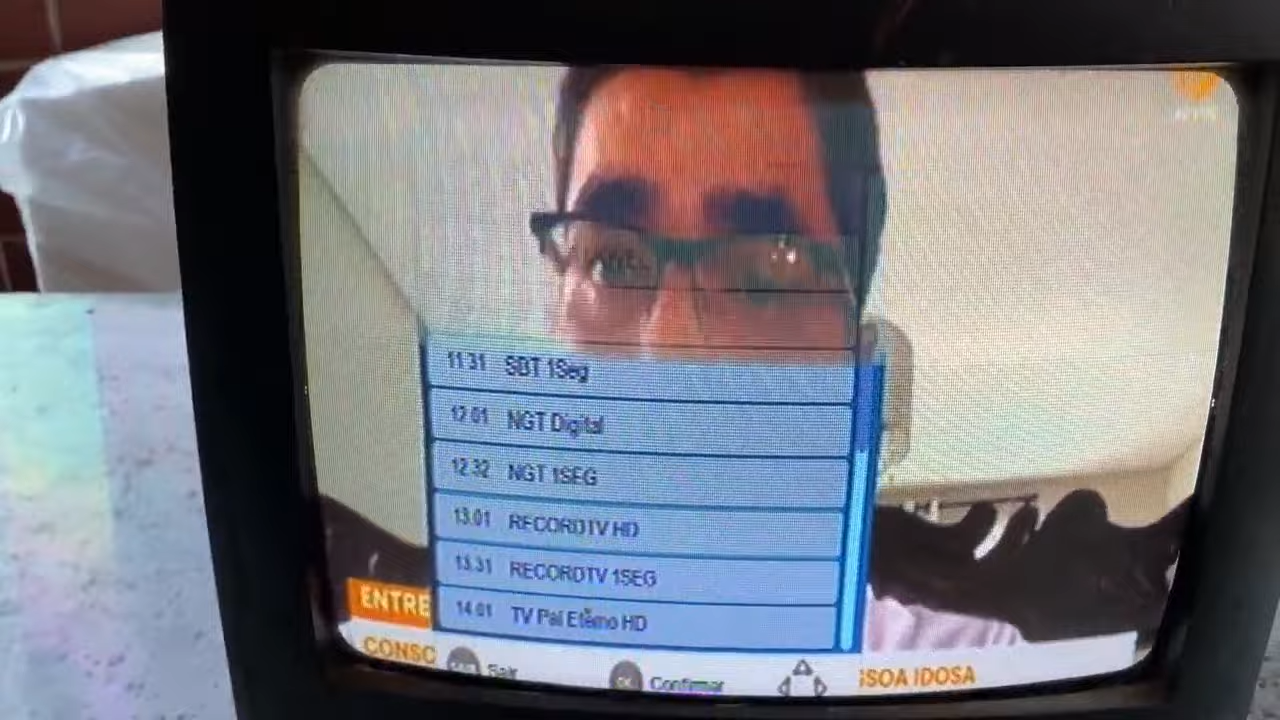 11.31 SBT 1Seg
12.01 NGT Digital
12.32 NGT 1SEG
13.01 RECORDTV HD
13.31 RECORDTV 1SEG
14.01 TV Pai Eterno HD
ENTRE
CONSC
SSOA IDOSA
Sair
OK Confirmar